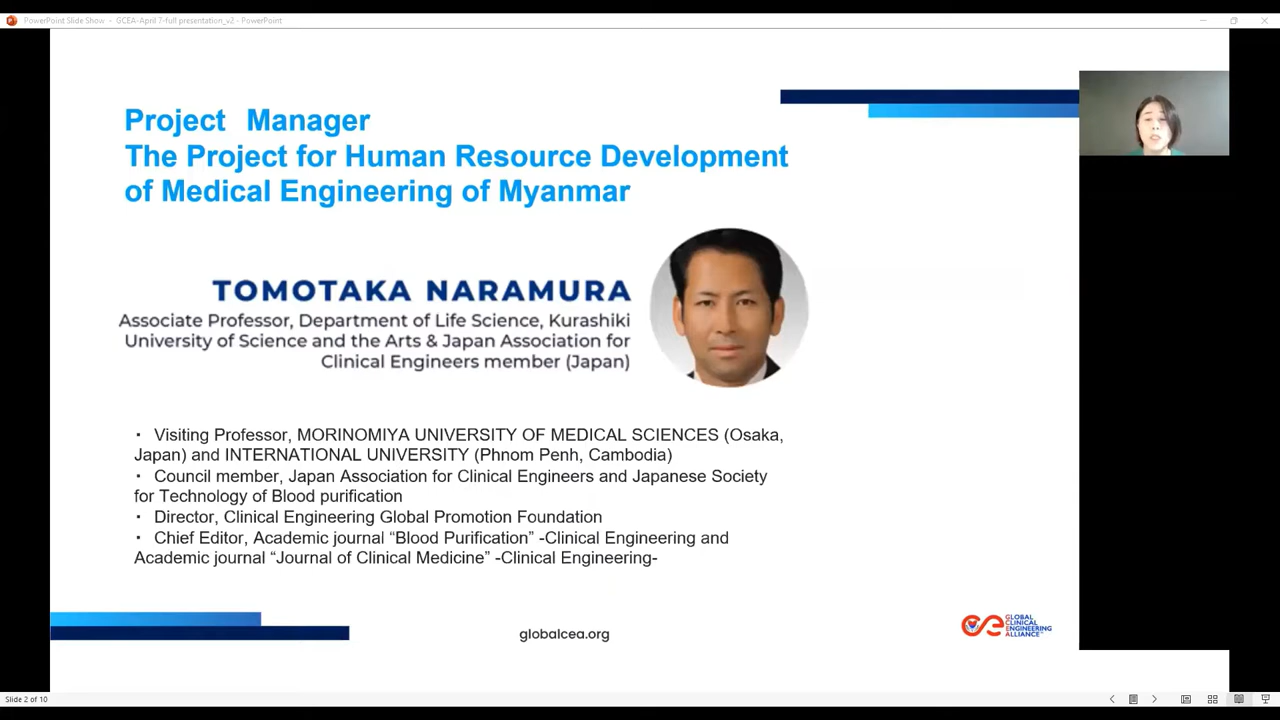 PowerPoint Slide Show - GCEA-April 7-full presentation_v2 - PowerPoint
Project Manager
The Project for Human Resource Development
of Medical Engineering of Myanmar
TOMOTAKA NARAMURA
Associate Professor, Department of Life Science, Kurashiki
University of Science and the Arts & Japan Association for
Clinical Engineers member (Japan)
・ Visiting Professor, MORINOMIYA UNIVERSITY OF MEDICAL SCIENCES (Osaka,
Japan) and INTERNATIONAL UNIVERSITY (Phnom Penh, Cambodia)
・ Council member, Japan Association for Clinical Engineers and Japanese Society
for Technology of Blood purification
・ Director, Clinical Engineering Global Promotion Foundation
・ Chief Editor, Academic journal “Blood Purification” -Clinical Engineering and
Academic journal “Journal of Clinical Medicine” -Clinical Engineering-
globalcea.org
GLOBAL
CLINICAL
ENGINEERING
ALLIANCE™
Slide 2 of 10